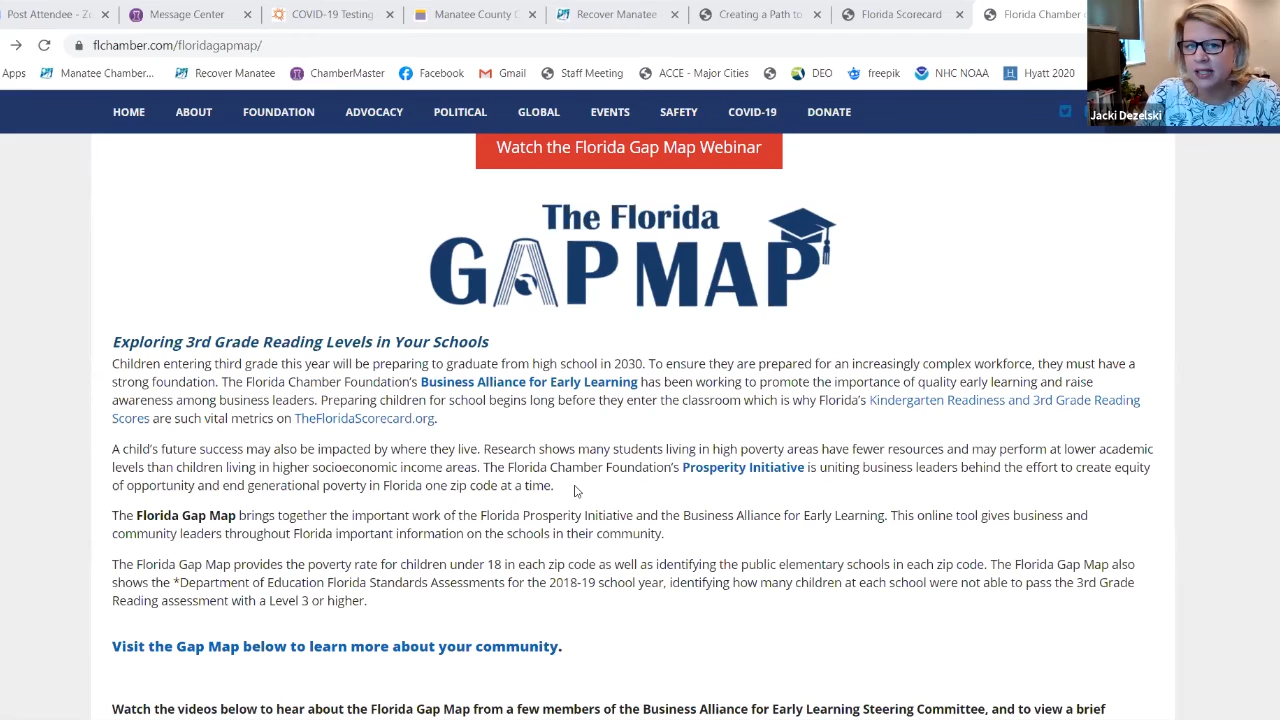 Post Attendee - Z
Message Center
COVID-19 Testing
Manatee County C
Recover Manatee
Creating a Path to
Florida Scorecard
Florida Chamber
flchamber.com/floridagapmap/
Apps
Manatee Chamber...
Recover Manatee
ChamberMaster
Facebook
Gmail
Staff Meeting
ACCE - Major Cities
DEO
freepik
NHC NOAA
Hyatt 2020
Jacki Dezelski
HOME ABOUT FOUNDATION ADVOCACY POLITICAL GLOBAL EVENTS SAFETY COVID-19 DONATE
Watch the Florida Gap Map Webinar
The Florida
GAP MAP
Exploring 3rd Grade Reading Levels in Your Schools
Children entering third grade this year will be preparing to graduate from high school in 2030. To ensure they are prepared for an increasingly complex workforce, they must have a
strong foundation. The Florida Chamber Foundation's Business Alliance for Early Learning has been working to promote the importance of quality early learning and raise
awareness among business leaders. Preparing children for school begins long before they enter the classroom which is why Florida's Kindergarten Readiness and 3rd Grade Reading
Scores are such vital metrics on TheFloridaScorecard.org.
A child's future success may also be impacted by where they live. Research shows many students living in high poverty areas have fewer resources and may perform at lower academic
levels than children living in higher socioeconomic income areas. The Florida Chamber Foundation's Prosperity Initiative is uniting business leaders behind the effort to create equity
of opportunity and end generational poverty in Florida one zip code at a time.
The Florida Gap Map brings together the important work of the Florida Prosperity Initiative and the Business Alliance for Early Learning. This online tool gives business and
community leaders throughout Florida important information on the schools in their community.
The Florida Gap Map provides the poverty rate for children under 18 in each zip code as well as identifying the public elementary schools in each zip code. The Florida Gap Map also
shows the *Department of Education Florida Standards Assessments for the 2018-19 school year, identifying how many children at each school were not able to pass the 3rd Grade
Reading assessment with a Level 3 or higher.
Visit the Gap Map below to learn more about your community.
Watch the videos below to hear about the Florida Gap Map from a few members of the Business Alliance for Early Learning Steering Committee, and to view a brief